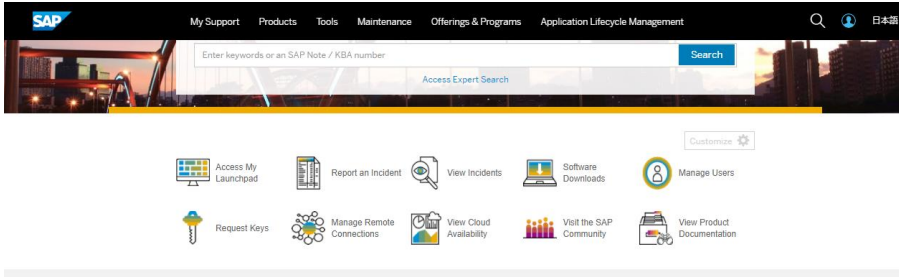 SAP My Support Products Tools Maintenance Offerings & Programs Application Lifecycle Management 日本語
Enter keywords or an SAP Note / KBA number Search
Access Expert Search
Customize
Access My
Launchpad
Report an Incident
View Incidents
Software
Downloads
Manage Users
Request Keys
Manage Remote
Connections
View Cloud
Availability
Visit the SAP
Community
View Product
Documentation